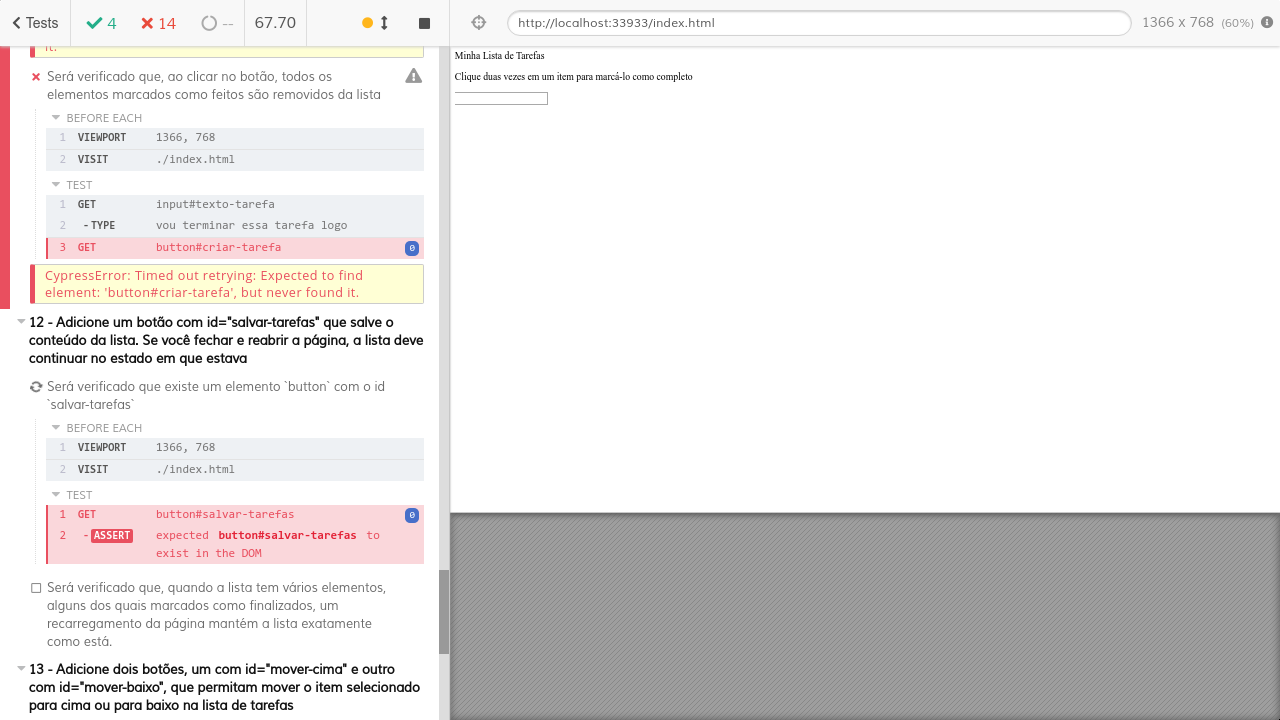 Tests
4
14
--
67.70
http://localhost:33933/index.html
1366 x 768 (60%)
it.
Será verificado que, ao clicar no botão, todos os
elementos marcados como feitos são removidos da lista
BEFORE EACH
1 VIEWPORT 1366, 768
2 VISIT ./index.html
TEST
1 GET input#texto-tarefa
2 -TYPE vou terminar essa tarefa logo
3 GET button#criar-tarefa 0
CypressError: Timed out retrying: Expected to find
element: 'button#criar-tarefa', but never found it.
12 - Adicione um botão com id="salvar-tarefas" que salve o
conteúdo da lista. Se você fechar e reabrir a página, a lista deve
continuar no estado em que estava
Será verificado que existe um elemento `button` com o id
`salvar-tarefas`
BEFORE EACH
1 VIEWPORT 1366, 768
2 VISIT ./index.html
TEST
1 GET button#salvar-tarefas 0
2 -ASSERT expected button#salvar-tarefas to
exist in the DOM
Será verificado que, quando a lista tem vários elementos,
alguns dos quais marcados como finalizados, um
recarregamento da página mantém a lista exatamente
como está.
13 - Adicione dois botões, um com id="mover-cima" e outro
com id="mover-baixo", que permitam mover o item selecionado
para cima ou para baixo na lista de tarefas
Minha Lista de Tarefas
Clique duas vezes em um item para marcá-lo como completo